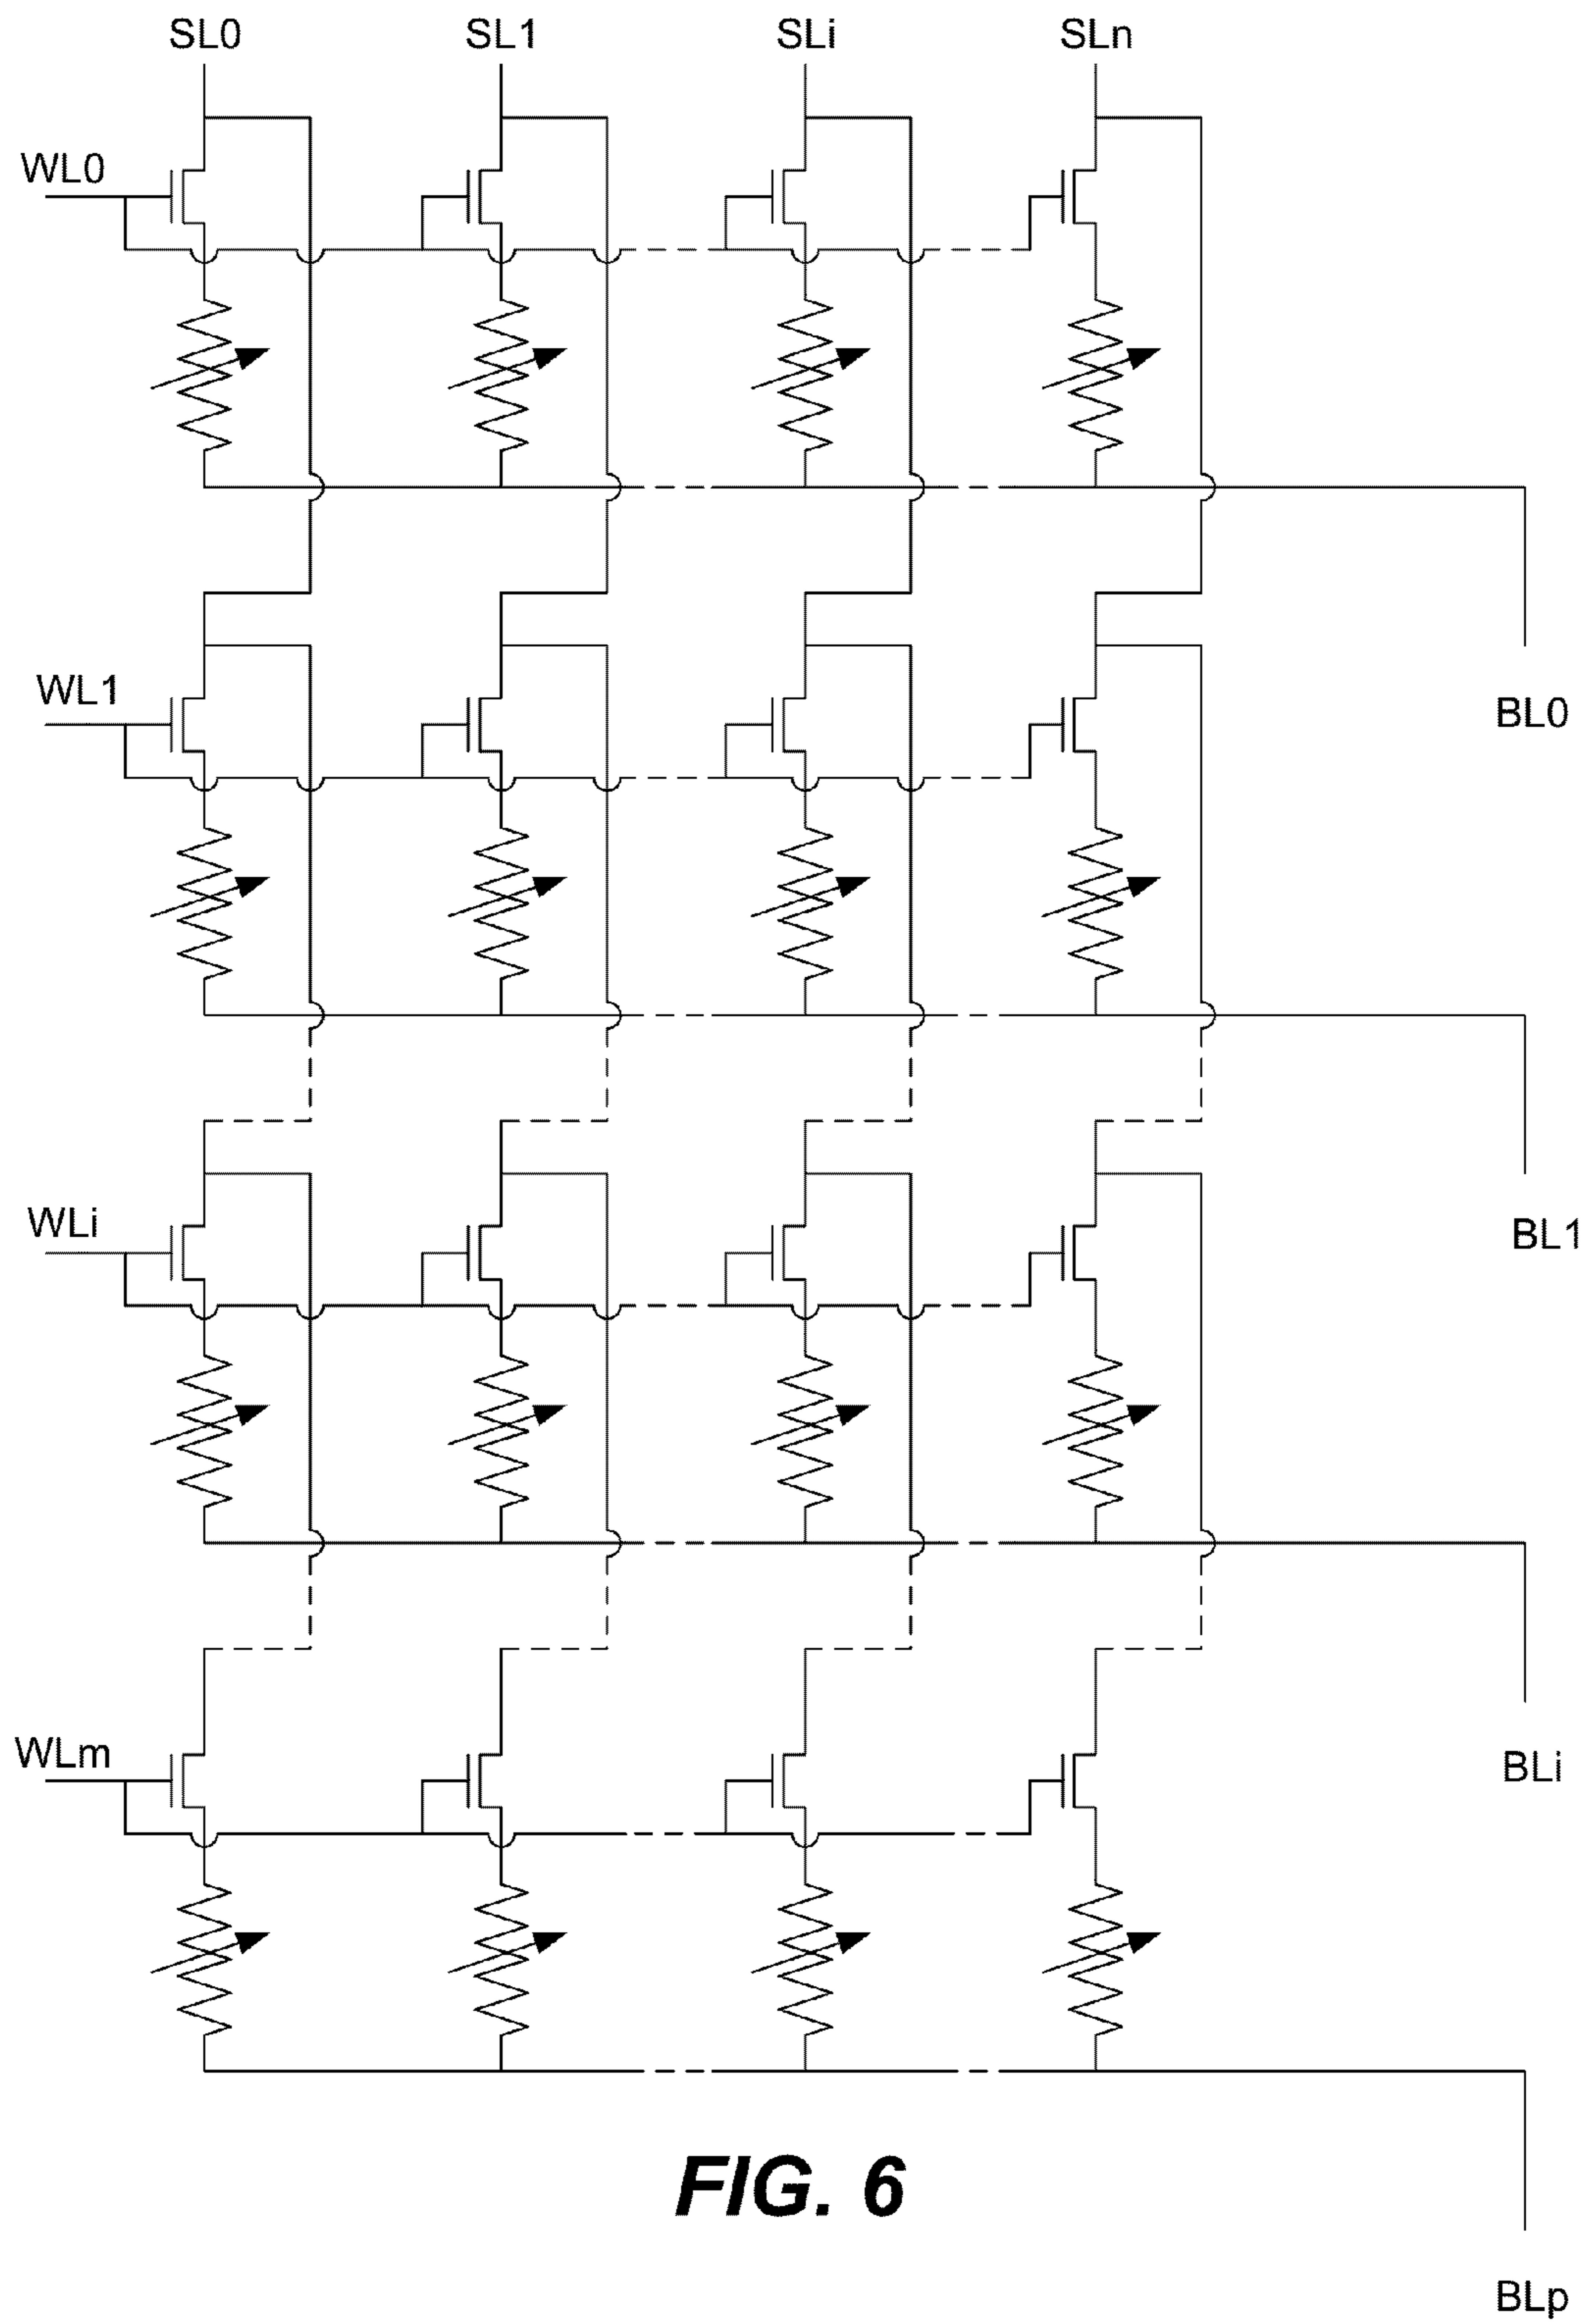 SL0 SL1 SLi SLn
WL0
WL1
BL0
WLi
BL1
WLm
BLi
FIG. 6
BLp